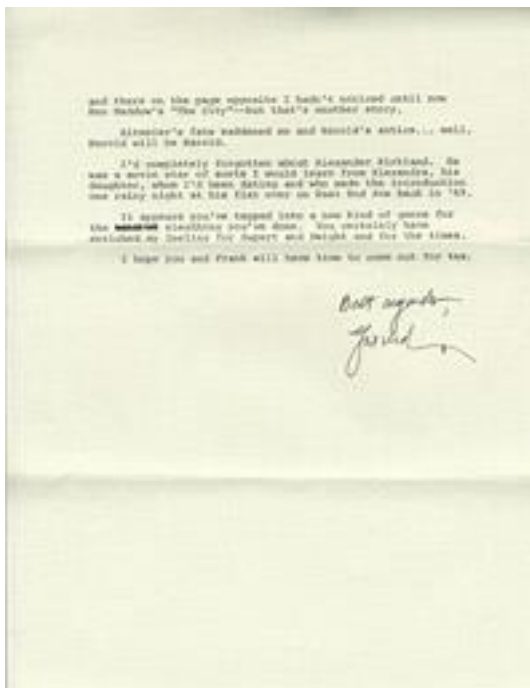 and there on the page opposite I hadn't noticed until now
"The City"--but that's another story.
fate saddened me and Harold's antics... well,
Harold will be Harold.
I'd completely forgotten about Alexander Kirkland. He
was a movie star of sorts I would learn from Alexandra, his
daughter, whom I'd been dating and who made the introduction
one rainy night at his flat over on East End Ave back in '69.
It appears you've tapped into a new kind of genre for
the sleuthing you've done. You certainly have
enriched my feeling for Rupert and Dwight and for the times.
I hope you and Frank will have time to come out for tea.
Best regards,